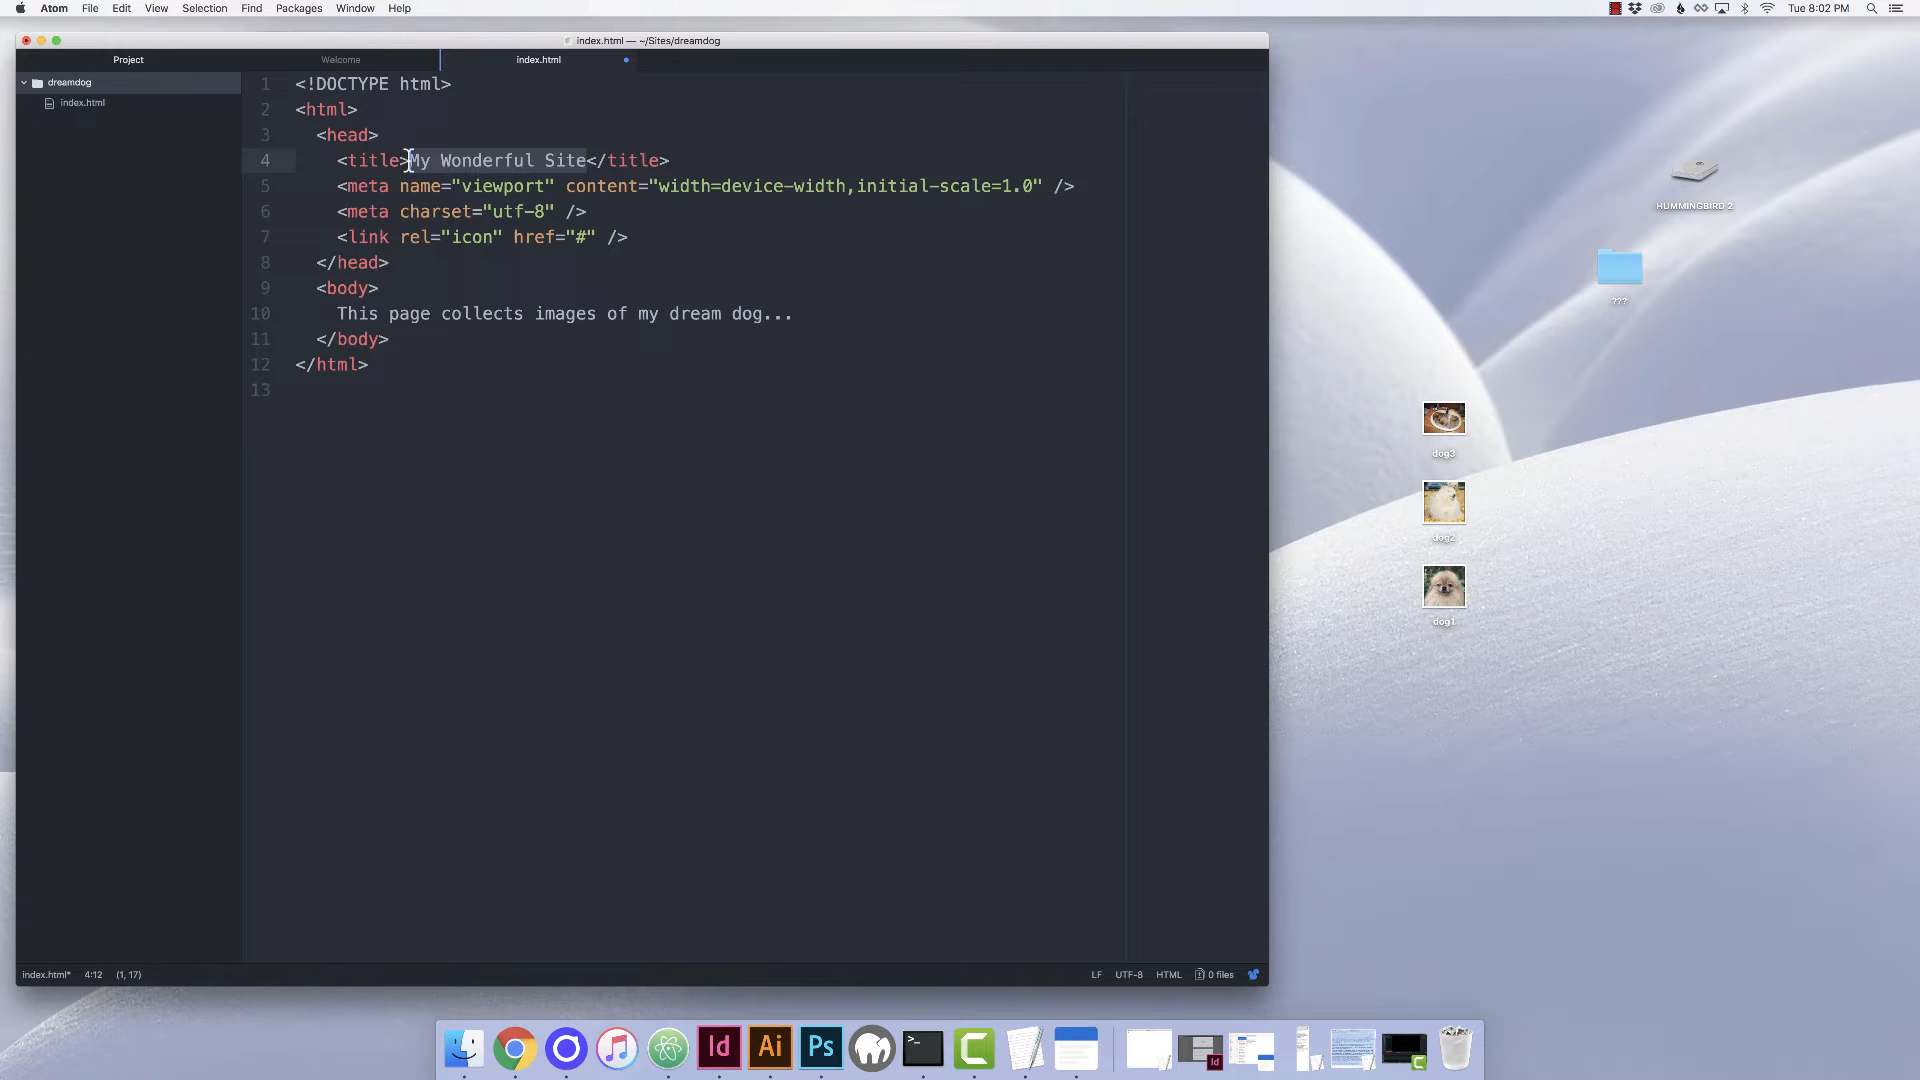 Atom File Edit View Selection Find Packages Window Help
Tue 8:02 PM
index.html — ~/Sites/dreamdog
Project
Welcome
index.html
dreamdog
index.html
1 <!DOCTYPE html>
2 <html>
3 <head>
4 <title>My Wonderful Site</title>
5 <meta name="viewport" content="width=device-width,initial-scale=1.0" />
6 <meta charset="utf-8" />
7 <link rel="icon" href="#" />
8 </head>
9 <body>
10 This page collects images of my dream dog...
11 </body>
12 </html>
13
HUMMINGBIRD 2
???
dog3
dog2
dog1
index.html* 4:12 (1, 17)
LF UTF-8 HTML 0 files
Id Ai Ps >_ C
Id
C